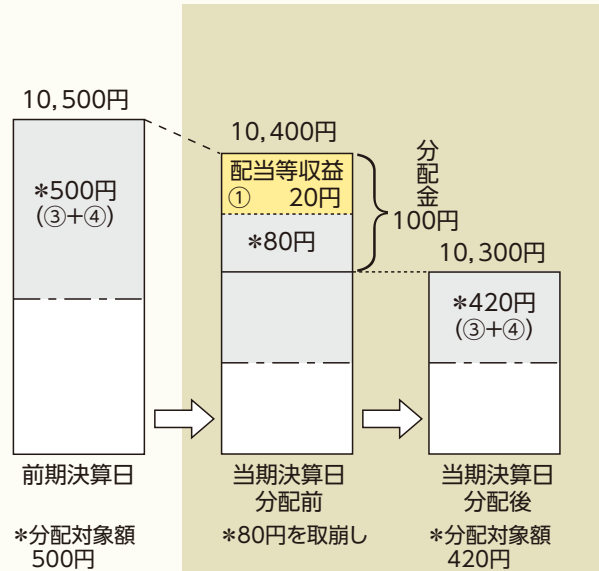 10,500円
*500円
(③+④)
前期決算日
*分配対象額
500円
10,400円
配当等収益
① 20円
*80円
分配金
100円
当期決算日
分配前
*80円を取崩し
10,300円
*420円
(③+④)
当期決算日
分配後
*分配対象額
420円